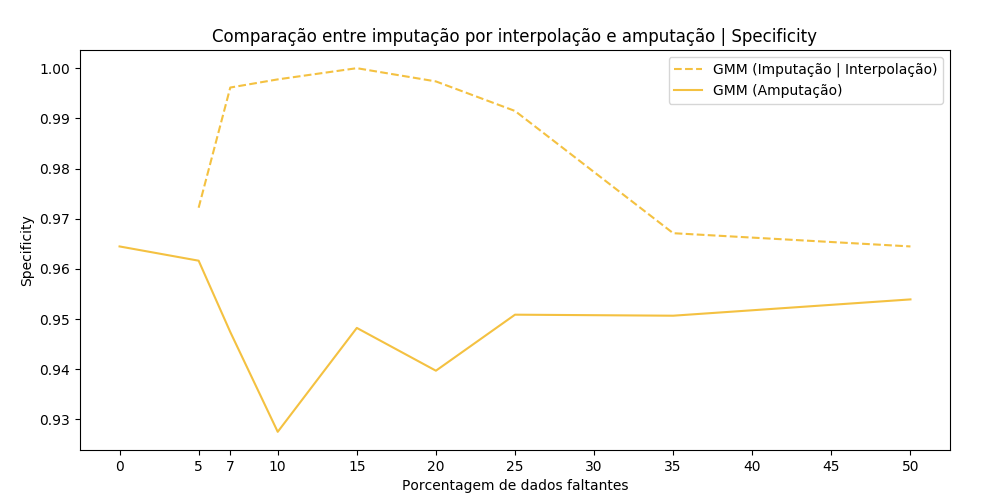 Comparação entre imputação por interpolação e amputação | Specificity
GMM (Imputação | Interpolação)
GMM (Amputação)
Specificity
1.00
0.99
0.98
0.97
0.96
0.95
0.94
0.93
0 5 7 10 15 20 25 30 35 40 45 50
Porcentagem de dados faltantes